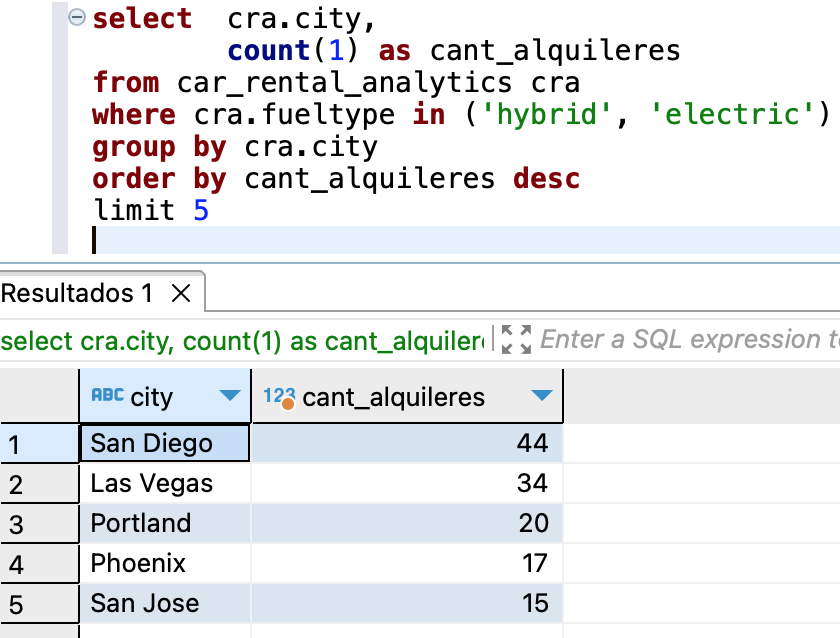 select  cra.city,
        count(1) as cant_alquileres
from car_rental_analytics cra
where cra.fueltype in ('hybrid', 'electric')
group by cra.city
order by cant_alquileres desc
limit 5
Resultados 1
select cra.city, count(1) as cant_alquiler
Enter a SQL expression to
ABC city 123 cant_alquileres
1 San Diego 44
2 Las Vegas 34
3 Portland 20
4 Phoenix 17
5 San Jose 15